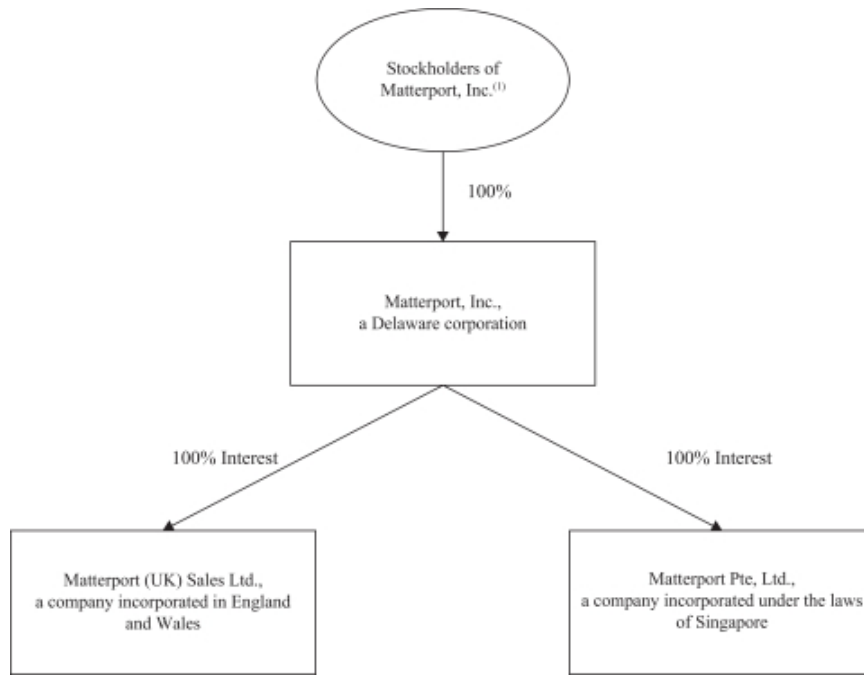 Stockholders of
Matterport, Inc.(1)
100%
Matterport, Inc.,
a Delaware corporation
100% Interest
100% Interest
Matterport (UK) Sales Ltd.,
a company incorporated in England
and Wales
Matterport Pte, Ltd.,
a company incorporated under the laws
of Singapore